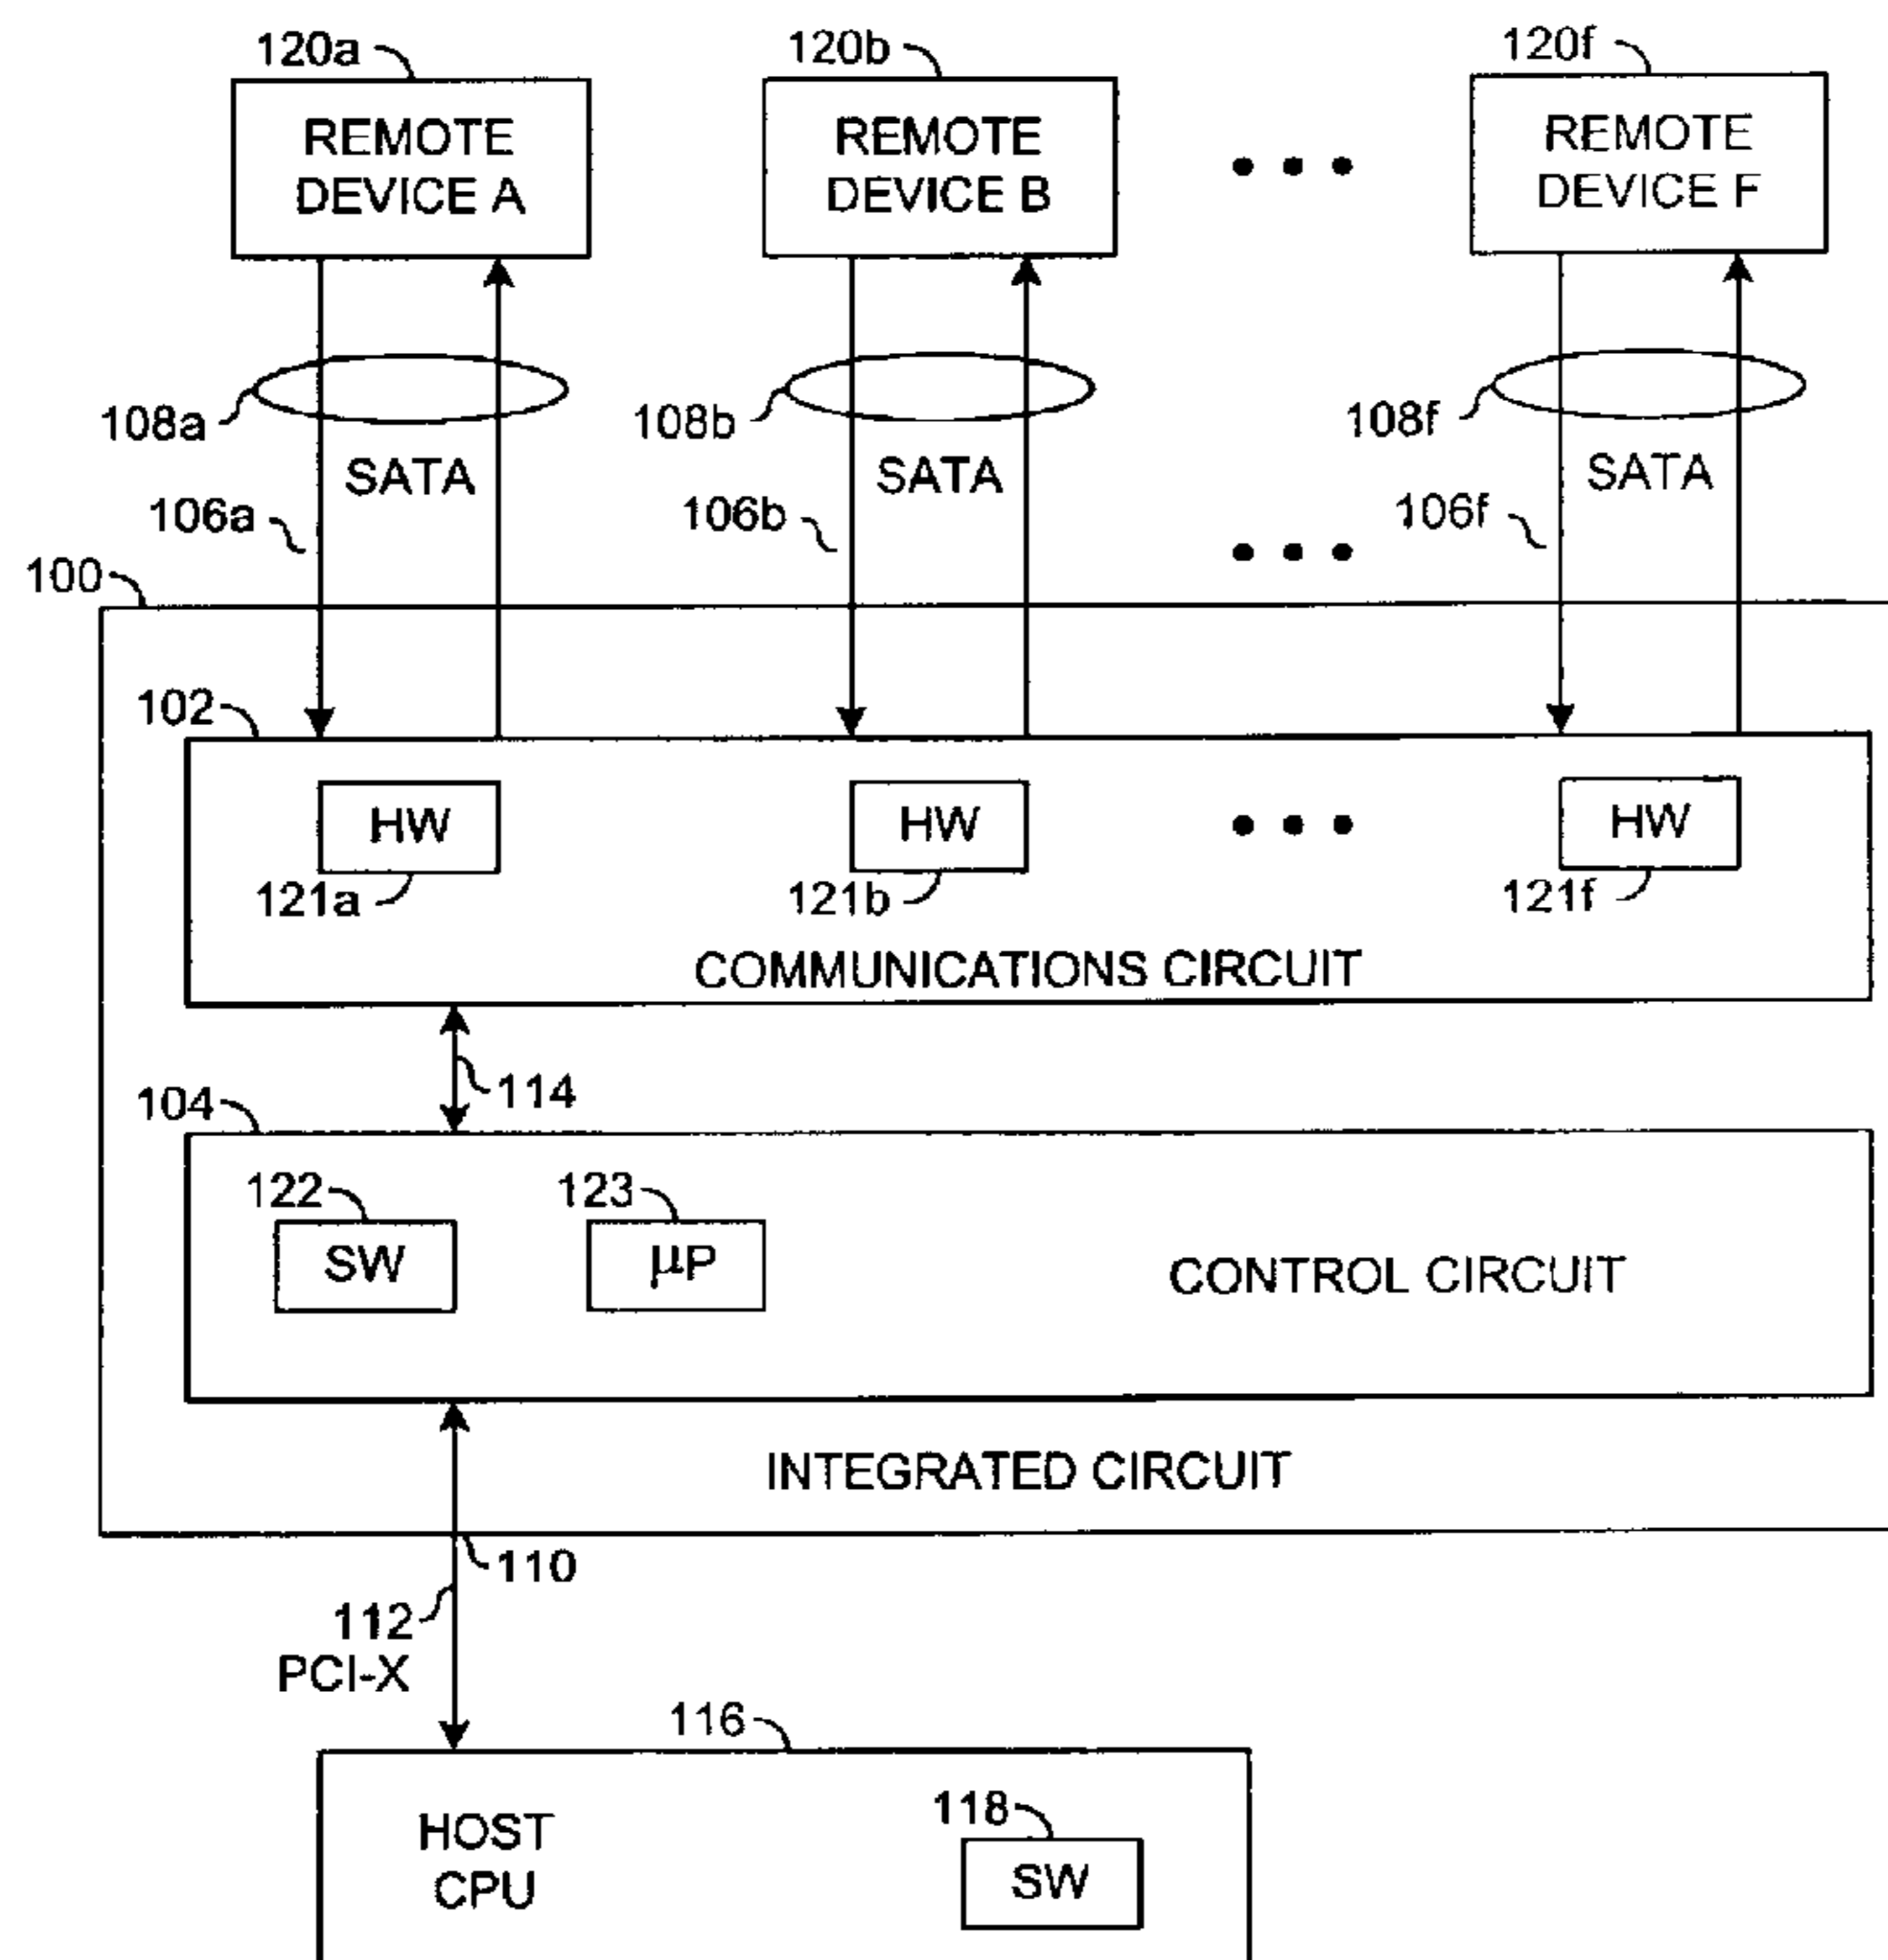 120a
120b
120f
REMOTE
DEVICE A
REMOTE
DEVICE B
REMOTE
DEVICE F
108a
108b
108f
SATA
SATA
SATA
106a
106b
106f
100
102
HW
HW
HW
121a
121b
121f
COMMUNICATIONS CIRCUIT
114
104
122
123
SW
μP
CONTROL CIRCUIT
INTEGRATED CIRCUIT
110
112
PCI-X
116
118
HOST
CPU
SW